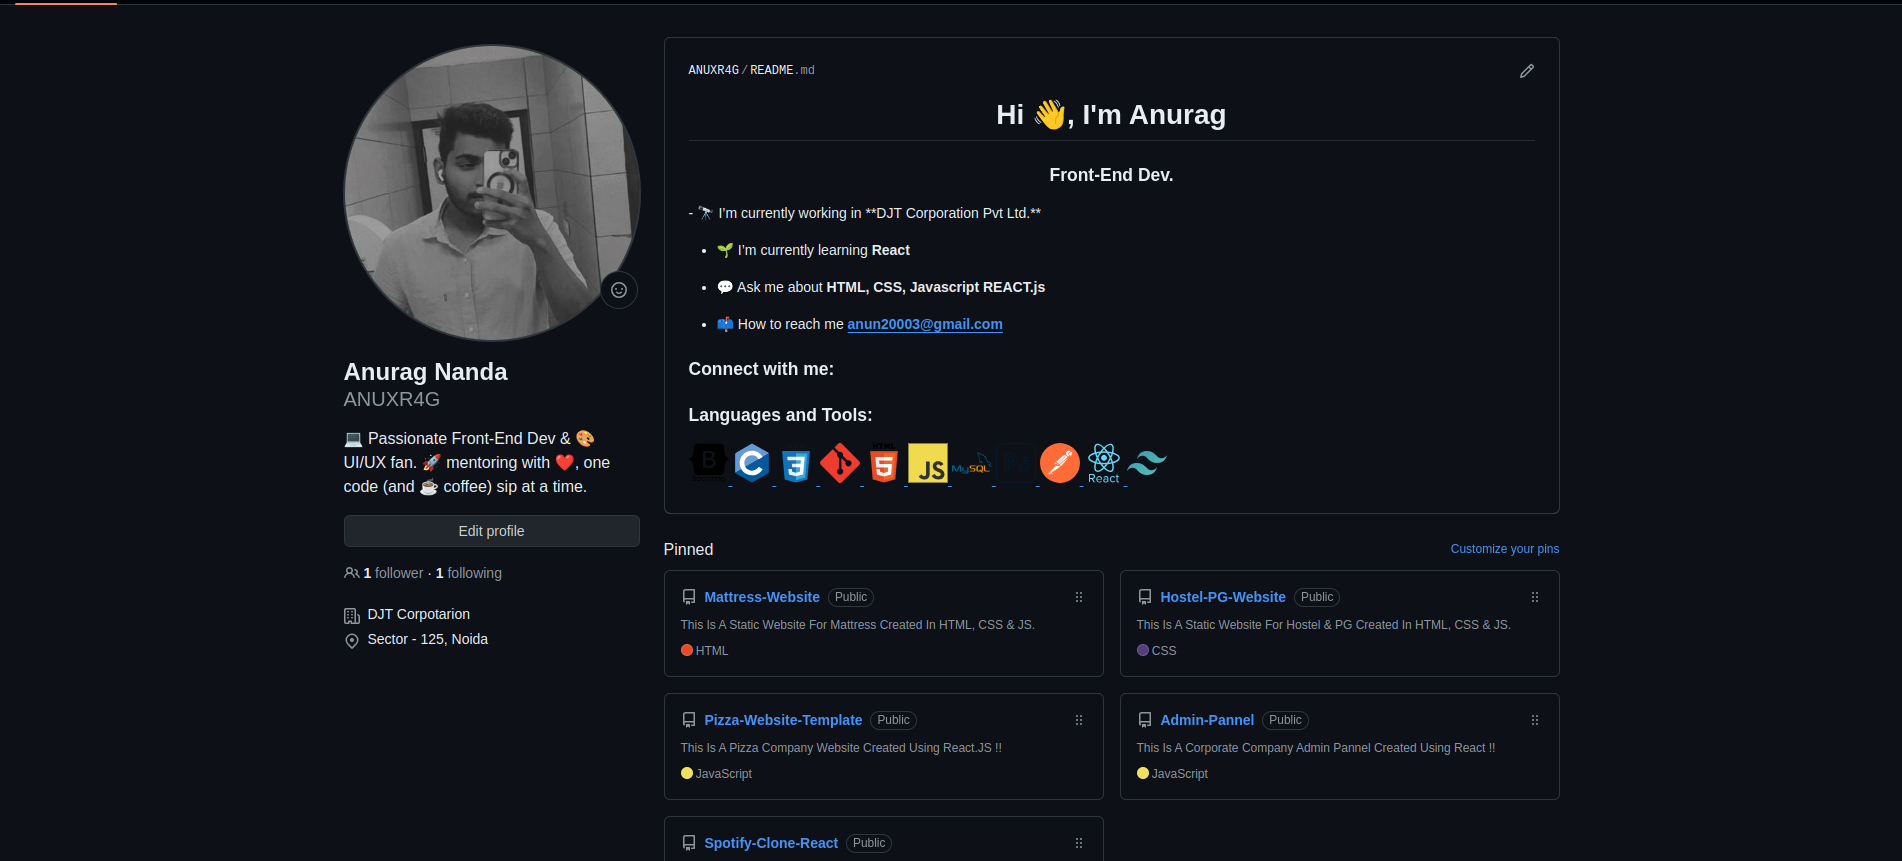 ANUXR4G/README.md
Hi 👋, I'm Anurag
Front-End Dev.
- 🔭 I'm currently working in **DJT Corporation Pvt Ltd.**
• 🌱 I'm currently learning React
• 💬 Ask me about HTML, CSS, Javascript REACT.js
• 📫 How to reach me anun20003@gmail.com
Connect with me:
Languages and Tools:
B C 3 HTML 5 JS MySQL React
Anurag Nanda
ANUXR4G
💻 Passionate Front-End Dev & 🎨
UI/UX fan. 🚀 mentoring with ❤️, one
code (and ☕ coffee) sip at a time.
Edit profile
1 follower · 1 following
DJT Corpotarion
Sector - 125, Noida
Pinned
Customize your pins
Mattress-Website Public
This Is A Static Website For Mattress Created In HTML, CSS & JS.
HTML
Hostel-PG-Website Public
This Is A Static Website For Hostel & PG Created In HTML, CSS & JS.
CSS
Pizza-Website-Template Public
This Is A Pizza Company Website Created Using React.JS !!
JavaScript
Admin-Pannel Public
This Is A Corporate Company Admin Pannel Created Using React !!
JavaScript
Spotify-Clone-React Public